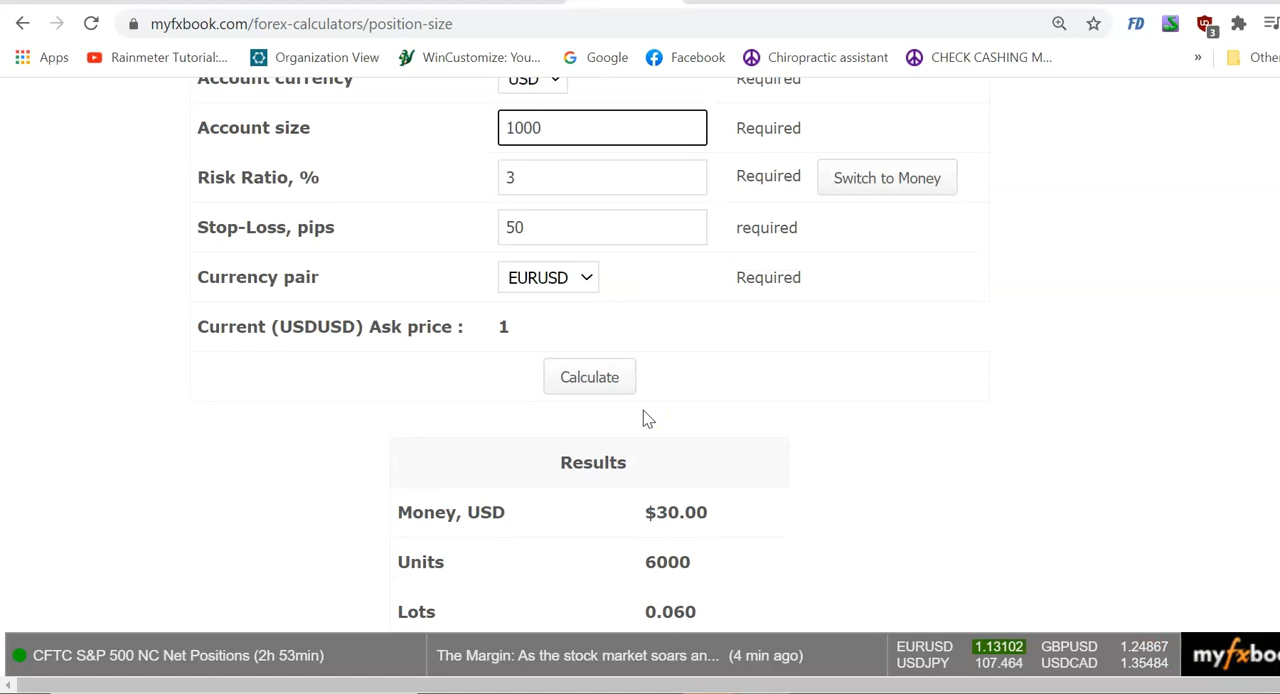 myfxbook.com/forex-calculators/position-size
FD
3
Apps
Rainmeter Tutorial:...
Organization View
WinCustomize: You...
Google
Facebook
Chiropractic assistant
CHECK CASHING M...
»
Othe
Account currency USD Required
Account size 1000 Required
Risk Ratio, % 3 Required Switch to Money
Stop-Loss, pips 50 required
Currency pair EURUSD Required
Current (USDUSD) Ask price : 1
Calculate
Results
Money, USD $30.00
Units 6000
Lots 0.060
CFTC S&P 500 NC Net Positions (2h 53min)
The Margin: As the stock market soars an... (4 min ago)
EURUSD 1.13102 GBPUSD 1.24867
USDJPY 107.464 USDCAD 1.35484
myfxboo